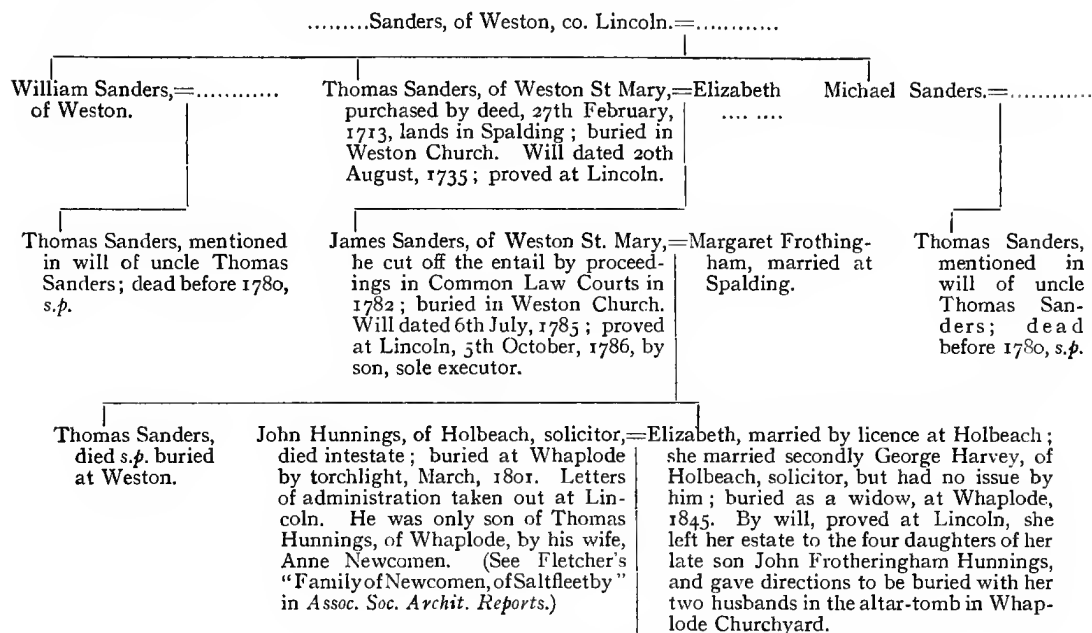 .........Sanders, of Weston, co. Lincoln.=............
William Sanders,=............
of Weston.
Thomas Sanders, of Weston St Mary,=Elizabeth
purchased by deed, 27th February, .... ....
1713, lands in Spalding; buried in
Weston Church. Will dated 20th
August, 1735; proved at Lincoln.
Michael Sanders.=............
Thomas Sanders, mentioned
in will of uncle Thomas
Sanders; dead before 1780,
s.p.
James Sanders, of Weston St. Mary,=Margaret Frothing-
he cut off the entail by proceed- ham, married at
ings in Common Law Courts in Spalding.
1782; buried in Weston Church.
Will dated 6th July, 1785; proved
at Lincoln, 5th October, 1786, by
son, sole executor.
Thomas Sanders,
mentioned in
will of uncle
Thomas San-
ders; dead
before 1780, s.p.
Thomas Sanders,
died s.p. buried
at Weston.
John Hunnings, of Holbeach, solicitor,=Elizabeth, married by licence at Holbeach;
died intestate; buried at Whaplode she married secondly George Harvey, of
by torchlight, March, 1801. Letters Holbeach, solicitor, but had no issue by
of administration taken out at Lin- him; buried as a widow, at Whaplode,
coln. He was only son of Thomas 1845. By will, proved at Lincoln, she
Hunnings, of Whaplode, by his wife, left her estate to the four daughters of her
Anne Newcomen. (See Fletcher's late son John Frotheringham Hunnings,
"Family of Newcomen, of Saltfleetby" and gave directions to be buried with her
in Assoc. Soc. Archit. Reports.) two husbands in the altar-tomb in Whap-
lode Churchyard.